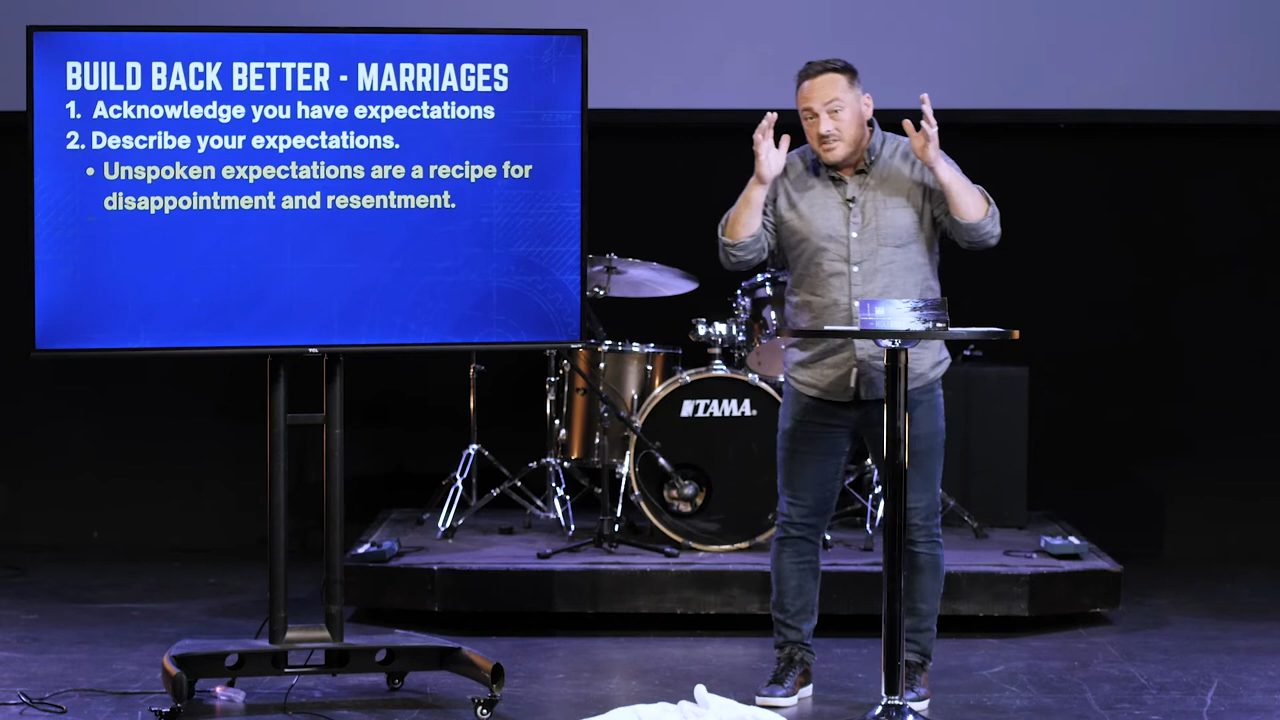 BUILD BACK BETTER - MARRIAGES
1. Acknowledge you have expectations
2. Describe your expectations.
• Unspoken expectations are a recipe for
disappointment and resentment.
TCL
TAMA®